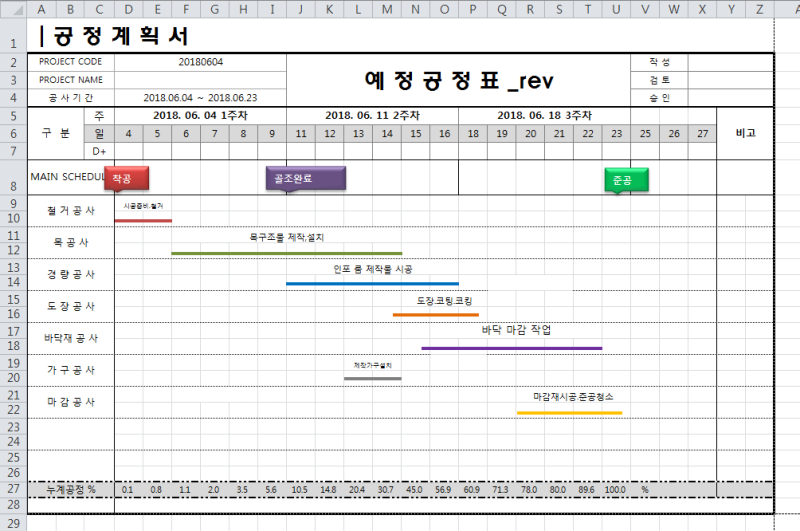 A B C D E F G H I J K L M N O P Q R S T U V W X Y Z
1 |공정계획서
2 PROJECT CODE 20180604 작 성
3 PROJECT NAME 예정공정표_rev 검 토
4 공 사 기 간 2018.06.04 ~ 2018.06.23 승 인
5 구 분 주 2018. 06. 04 1주차 2018. 06. 11 2주차 2018. 06. 18 3주차 비고
6 일 4 5 6 7 8 9 11 12 13 14 15 16 18 19 20 21 22 23 25 26 27
7 D+
8 MAIN SCHEDUL 착공 골조완료 준공
9 철 거 공 사 시공준비.철거
10
11 목 공 사 목구조물 제작.설치
12
13 경 량 공 사 인포 룸 제작물 시공
14
15 도 장 공 사 도장.코팅.코킹
16
17 바닥재 공 사 바닥 마감 작업
18
19 가 구 공 사 제작가구설치
20
21 마 감 공 사 마감재시공.준공청소
22
23
24
25
26
27 누계공정 % 0.1 0.8 1.1 2.0 3.5 5.6 10.5 14.8 20.4 30.7 45.0 56.9 60.9 71.3 78.0 80.0 89.6 100.0 %
28
29